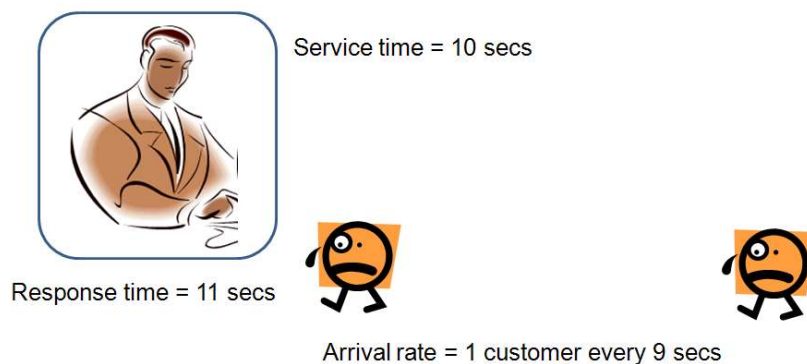 Service time = 10 secs
Response time = 11 secs
Arrival rate = 1 customer every 9 secs